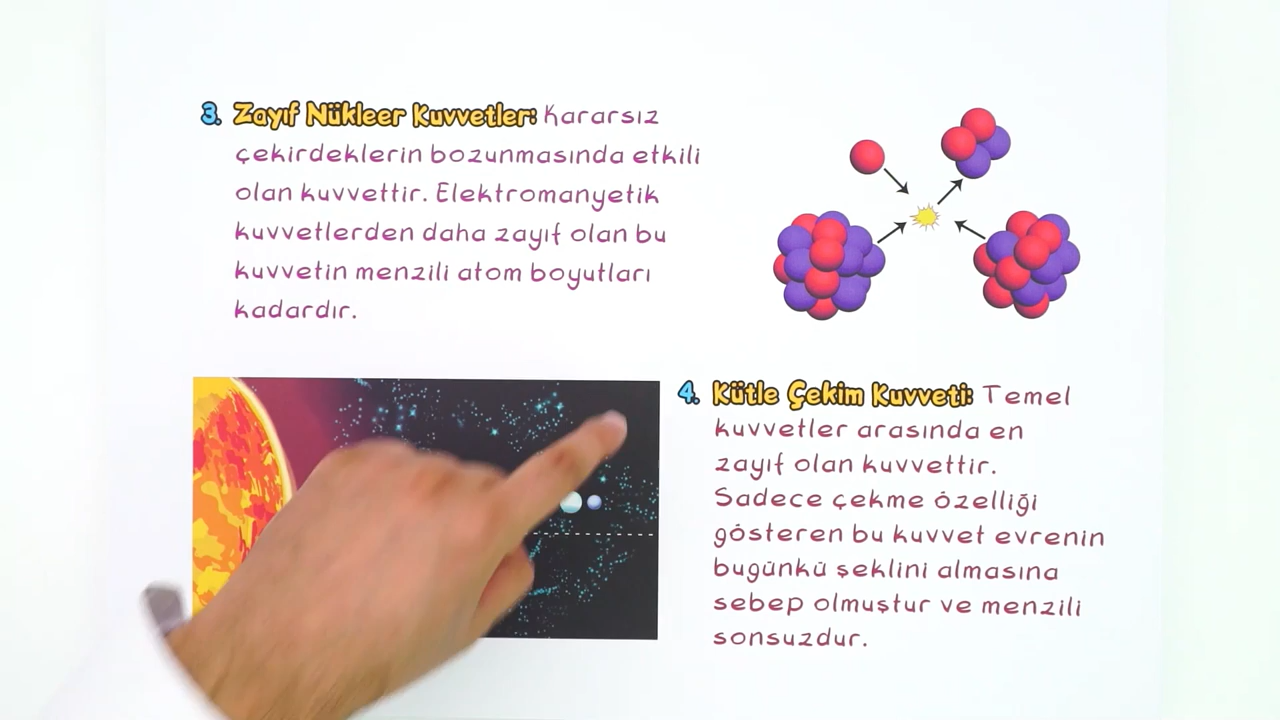 3. Zayıf Nükleer Kuvvetler: Kararsız
çekirdeklerin bozunmasında etkili
olan kuvvettir. Elektromanyetik
kuvvetlerden daha zayıf olan bu
kuvvetin menzili atom boyutları
kadardır.
4. Kütle Çekim Kuvveti: Temel
kuvvetler arasında en
zayıf olan kuvvettir.
Sadece çekme özelliği
gösteren bu kuvvet evrenin
bugünkü şeklini almasına
sebep olmuştur ve menzili
sonsuzdur.